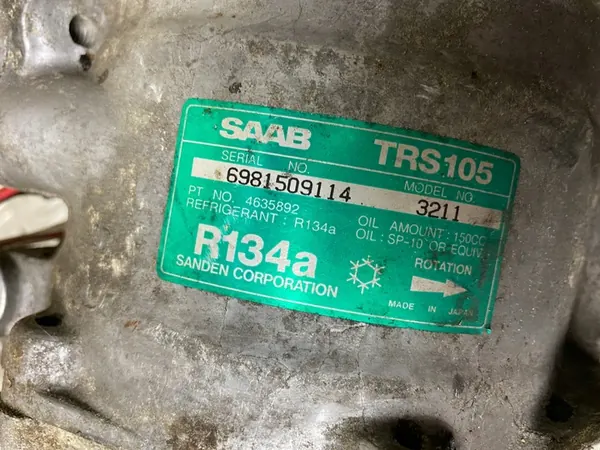 SAAB TRS105
SERIAL NO. MODEL NO.
6981509114 3211
PT NO. 4635892 OIL AMOUNT : 150CC
REFRIGERANT : R134a OIL : SP-10 OR EQUIV.
R134a ROTATION
SANDEN CORPORATION
MADE IN JAPAN